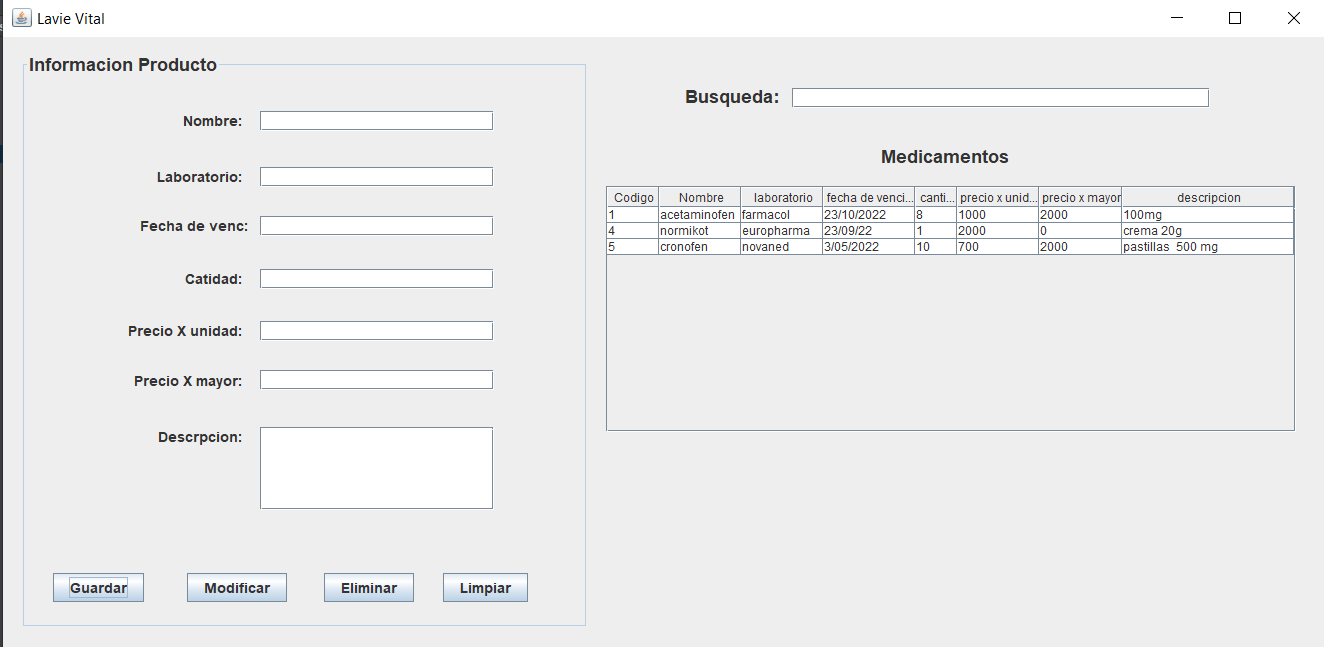 Lavie Vital
Informacion Producto
Nombre:
Laboratorio:
Fecha de venc:
Catidad:
Precio X unidad:
Precio X mayor:
Descrpcion:
Guardar Modificar Eliminar Limpiar
Busqueda:
Medicamentos
Codigo Nombre laboratorio fecha de venci... canti... precio x unid... precio x mayor descripcion
1 acetaminofen farmacol 23/10/2022 8 1000 2000 100mg
4 normikot europharma 23/09/22 1 2000 0 crema 20g
5 cronofen novaned 3/05/2022 10 700 2000 pastillas 500 mg